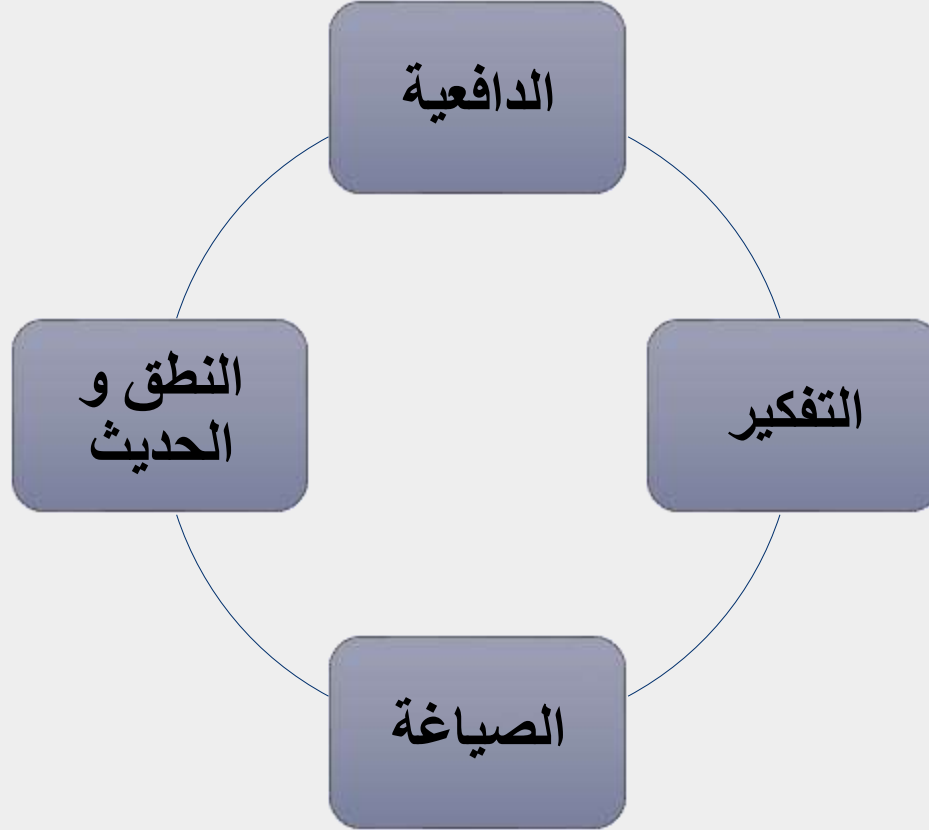 الدافعية
التفكير
الصياغة
النطق و
الحديث